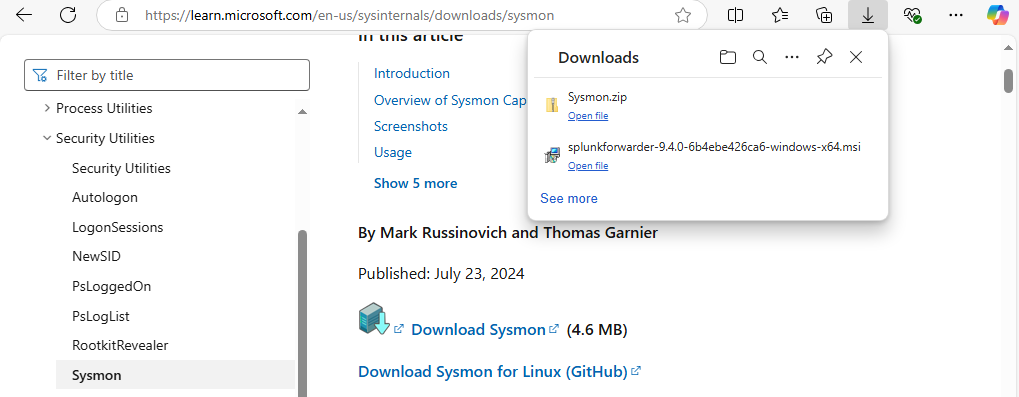 https://learn.microsoft.com/en-us/sysinternals/downloads/sysmon
In this article
Filter by title
Process Utilities
Security Utilities
Security Utilities
Autologon
LogonSessions
NewSID
PsLoggedOn
PsLogList
RootkitRevealer
Sysmon
Introduction
Overview of Sysmon Cap
Screenshots
Usage
Show 5 more
By Mark Russinovich and Thomas Garnier
Published: July 23, 2024
Download Sysmon (4.6 MB)
Download Sysmon for Linux (GitHub)
Downloads
Sysmon.zip
Open file
splunkforwarder-9.4.0-6b4ebe426ca6-windows-x64.msi
Open file
See more